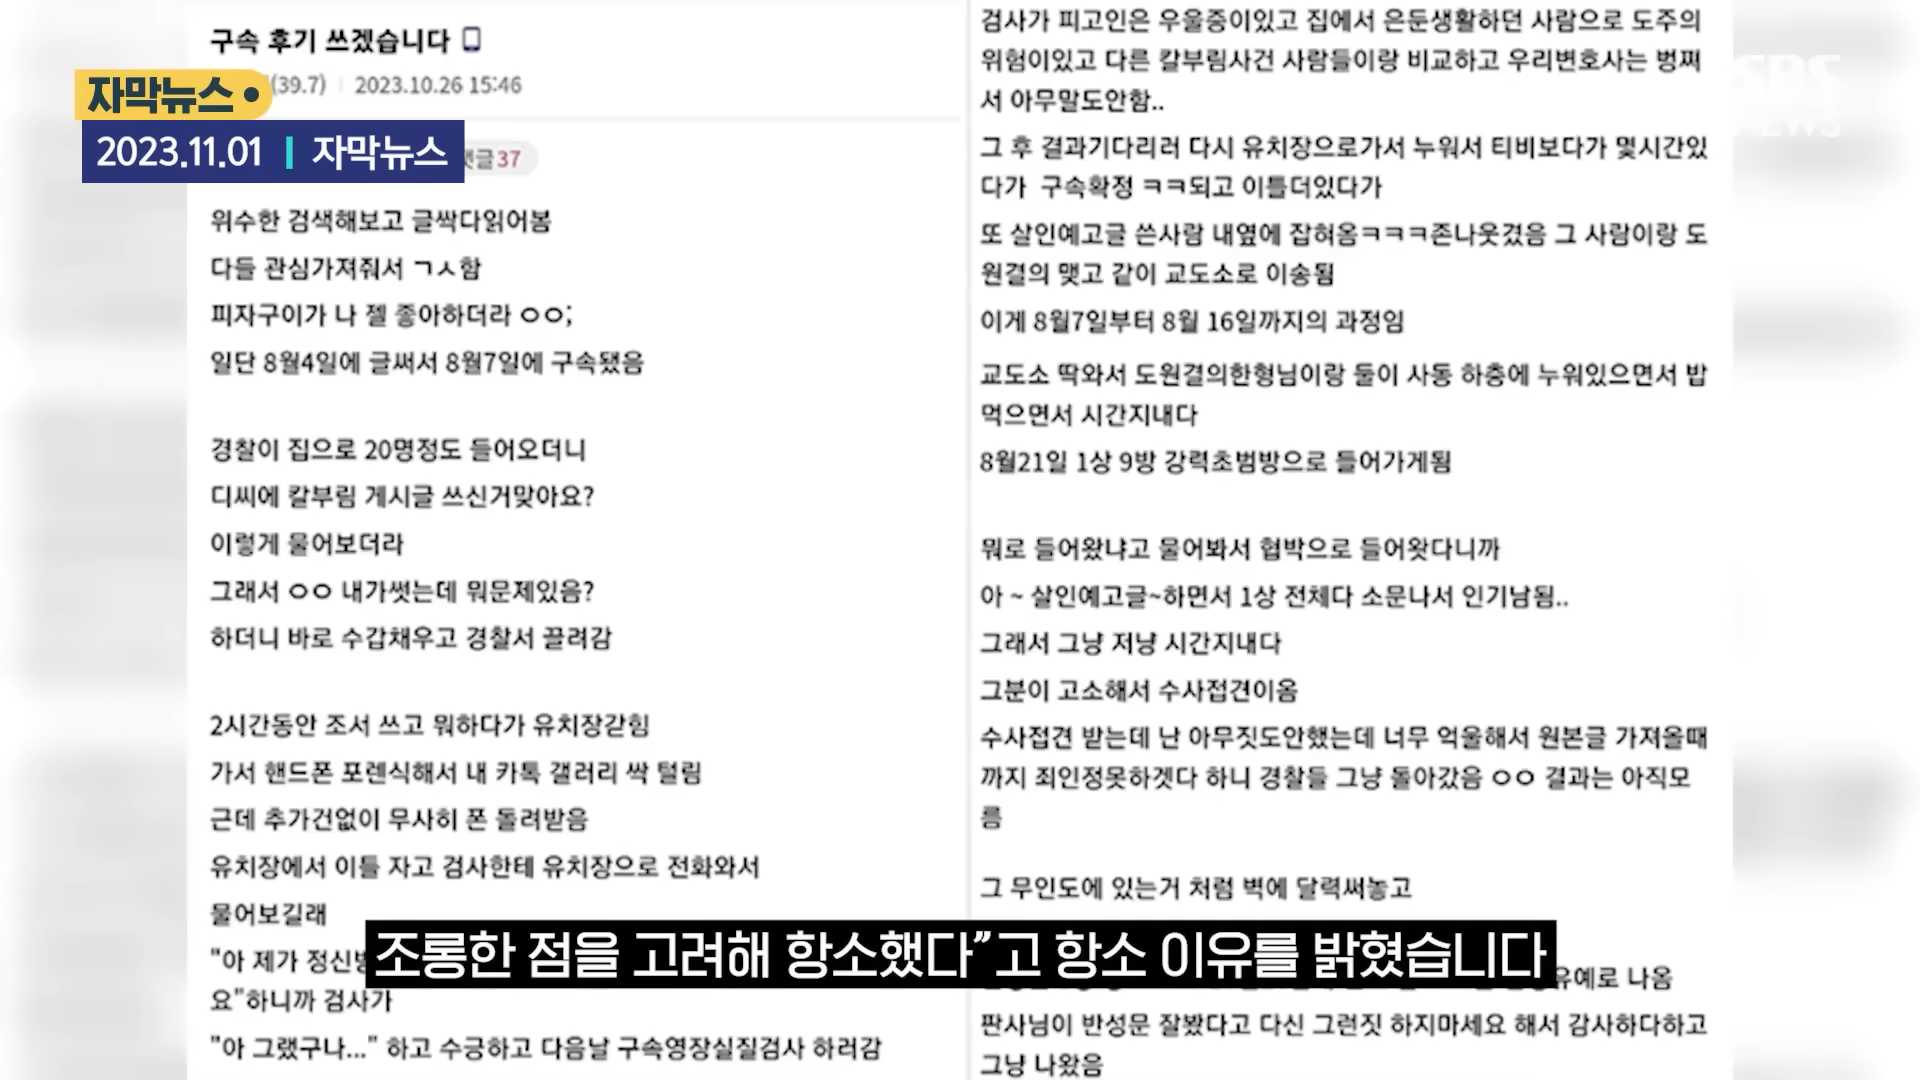 구속 후기 쓰겠습니다
(39.7) 2023.10.26 15:46
자막뉴스
2023.11.01 | 자막뉴스
댓글 37
위수한 검색해보고 글싹다읽어봄
다들 관심가져줘서 ㄱㅅ함
피자구이가 나 젤 좋아하더라 ㅇㅇ;
일단 8월4일에 글써서 8월7일에 구속됐음
경찰이 집으로 20명정도 들어오더니
디씨에 칼부림 게시글 쓰신거맞아요?
이렇게 물어보더라
그래서 ㅇㅇ 내가썻는데 뭐문제있음?
하더니 바로 수갑채우고 경찰서 끌려감
2시간동안 조서 쓰고 뭐하다가 유치장갇힘
가서 핸드폰 포렌식해서 내 카톡 갤러리 싹 털림
근데 추가건없이 무사히 폰 돌려받음
유치장에서 이틀 자고 검사한테 유치장으로 전화와서
물어보길래
"아 제가
요"하니까 검사가
"아 그랬구나..." 하고 수긍하고 다음날 구속영장실질검사 하러감
검사가 피고인은 우울증이있고 집에서 은둔생활하던 사람으로 도주의
위험이있고 다른 칼부림사건 사람들이랑 비교하고 우리변호사는 벙쪄
서 아무말도안함..
그 후 결과기다리러 다시 유치장으로가서 누워서 티비보다가 몇시간있
다가 구속확정 ㅋㅋ되고 이틀더있다가
또 살인예고글 쓴사람 내옆에 잡혀옴ㅋㅋㅋ존나웃겼음 그 사람이랑 도
원결의 맺고 같이 교도소로 이송됨
이게 8월7일부터 8월 16일까지의 과정임
교도소 딱와서 도원결의한형님이랑 둘이 사동 하층에 누워있으면서 밥
먹으면서 시간지내다
8월21일 1상 9방 강력초범방으로 들어가게됨
뭐로 들어왔냐고 물어봐서 협박으로 들어왓다니까
아 ~ 살인예고글~하면서 1상 전체다 소문나서 인기남됨..
그래서 그냥 저냥 시간지내다
그분이 고소해서 수사접견이옴
수사접견 받는데 난 아무짓도안했는데 너무 억울해서 원본글 가져올때
까지 죄인정못하겟다 하니 경찰들 그냥 돌아갔음 ㅇㅇ 결과는 아직모
름
그 무인도에 있는거 처럼 벽에 달력써놓고
유예로 나옴
판사님이 반성문 잘봤다고 다신 그런짓 하지마세요 해서 감사하다하고
그냥 나왔음
조롱한 점을 고려해 항소했다”고 항소 이유를 밝혔습니다
SBS
NEWS